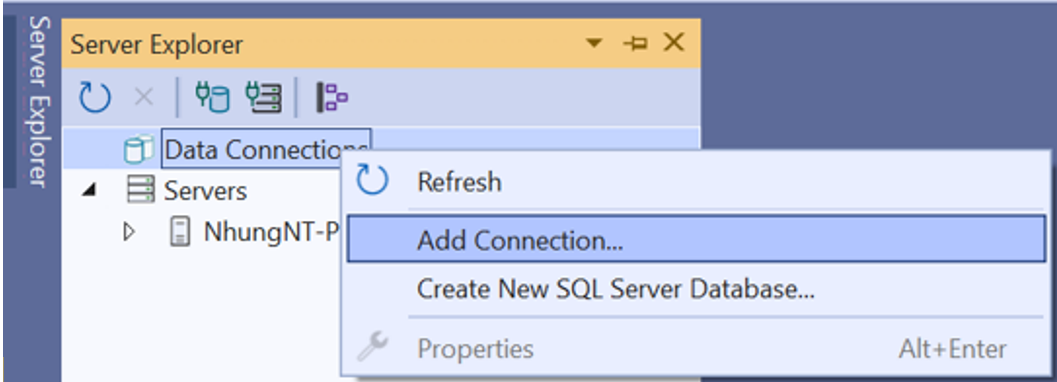 Server Explorer
Server Explorer
Data Connections
Refresh
Servers
NhungNT-P
Add Connection...
Create New SQL Server Database...
Properties Alt+Enter